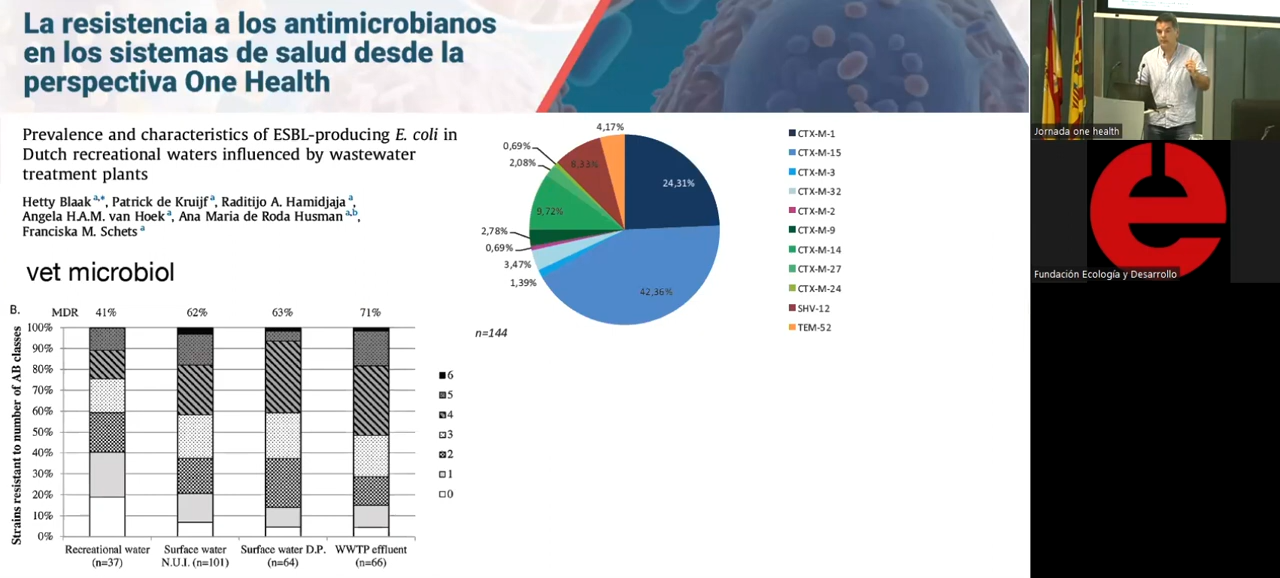 La resistencia a los antimicrobianos
en los sistemas de salud desde la
perspectiva One Health
Prevalence and characteristics of ESBL-producing E. coli in
Dutch recreational waters influenced by wastewater
treatment plants
Hetty Blaak a,*, Patrick de Kruijf a, Raditijo A. Hamidjaja a,
Angela H.A.M. van Hoek a, Ana Maria de Roda Husman a,b,
Franciska M. Schets a
vet microbiol
B.
MDR 41% 62% 63% 71%
Strains resistant to number of AB classes
100%
90%
80%
70%
60%
50%
40%
30%
20%
10%
0%
Recreational water
(n=37)
Surface water
N.U.I. (n=101)
Surface water D.P.
(n=64)
WWTP effluent
(n=66)
6
5
4
3
2
1
0
4,17%
0,69%
8,33%
2,08%
24,31%
9,72%
2,78%
0,69%
3,47%
1,39%
42,36%
n=144
CTX-M-1
CTX-M-15
CTX-M-3
CTX-M-32
CTX-M-2
CTX-M-9
CTX-M-14
CTX-M-27
CTX-M-24
SHV-12
TEM-52
Jornada one health
e
Fundación Ecología y Desarrollo